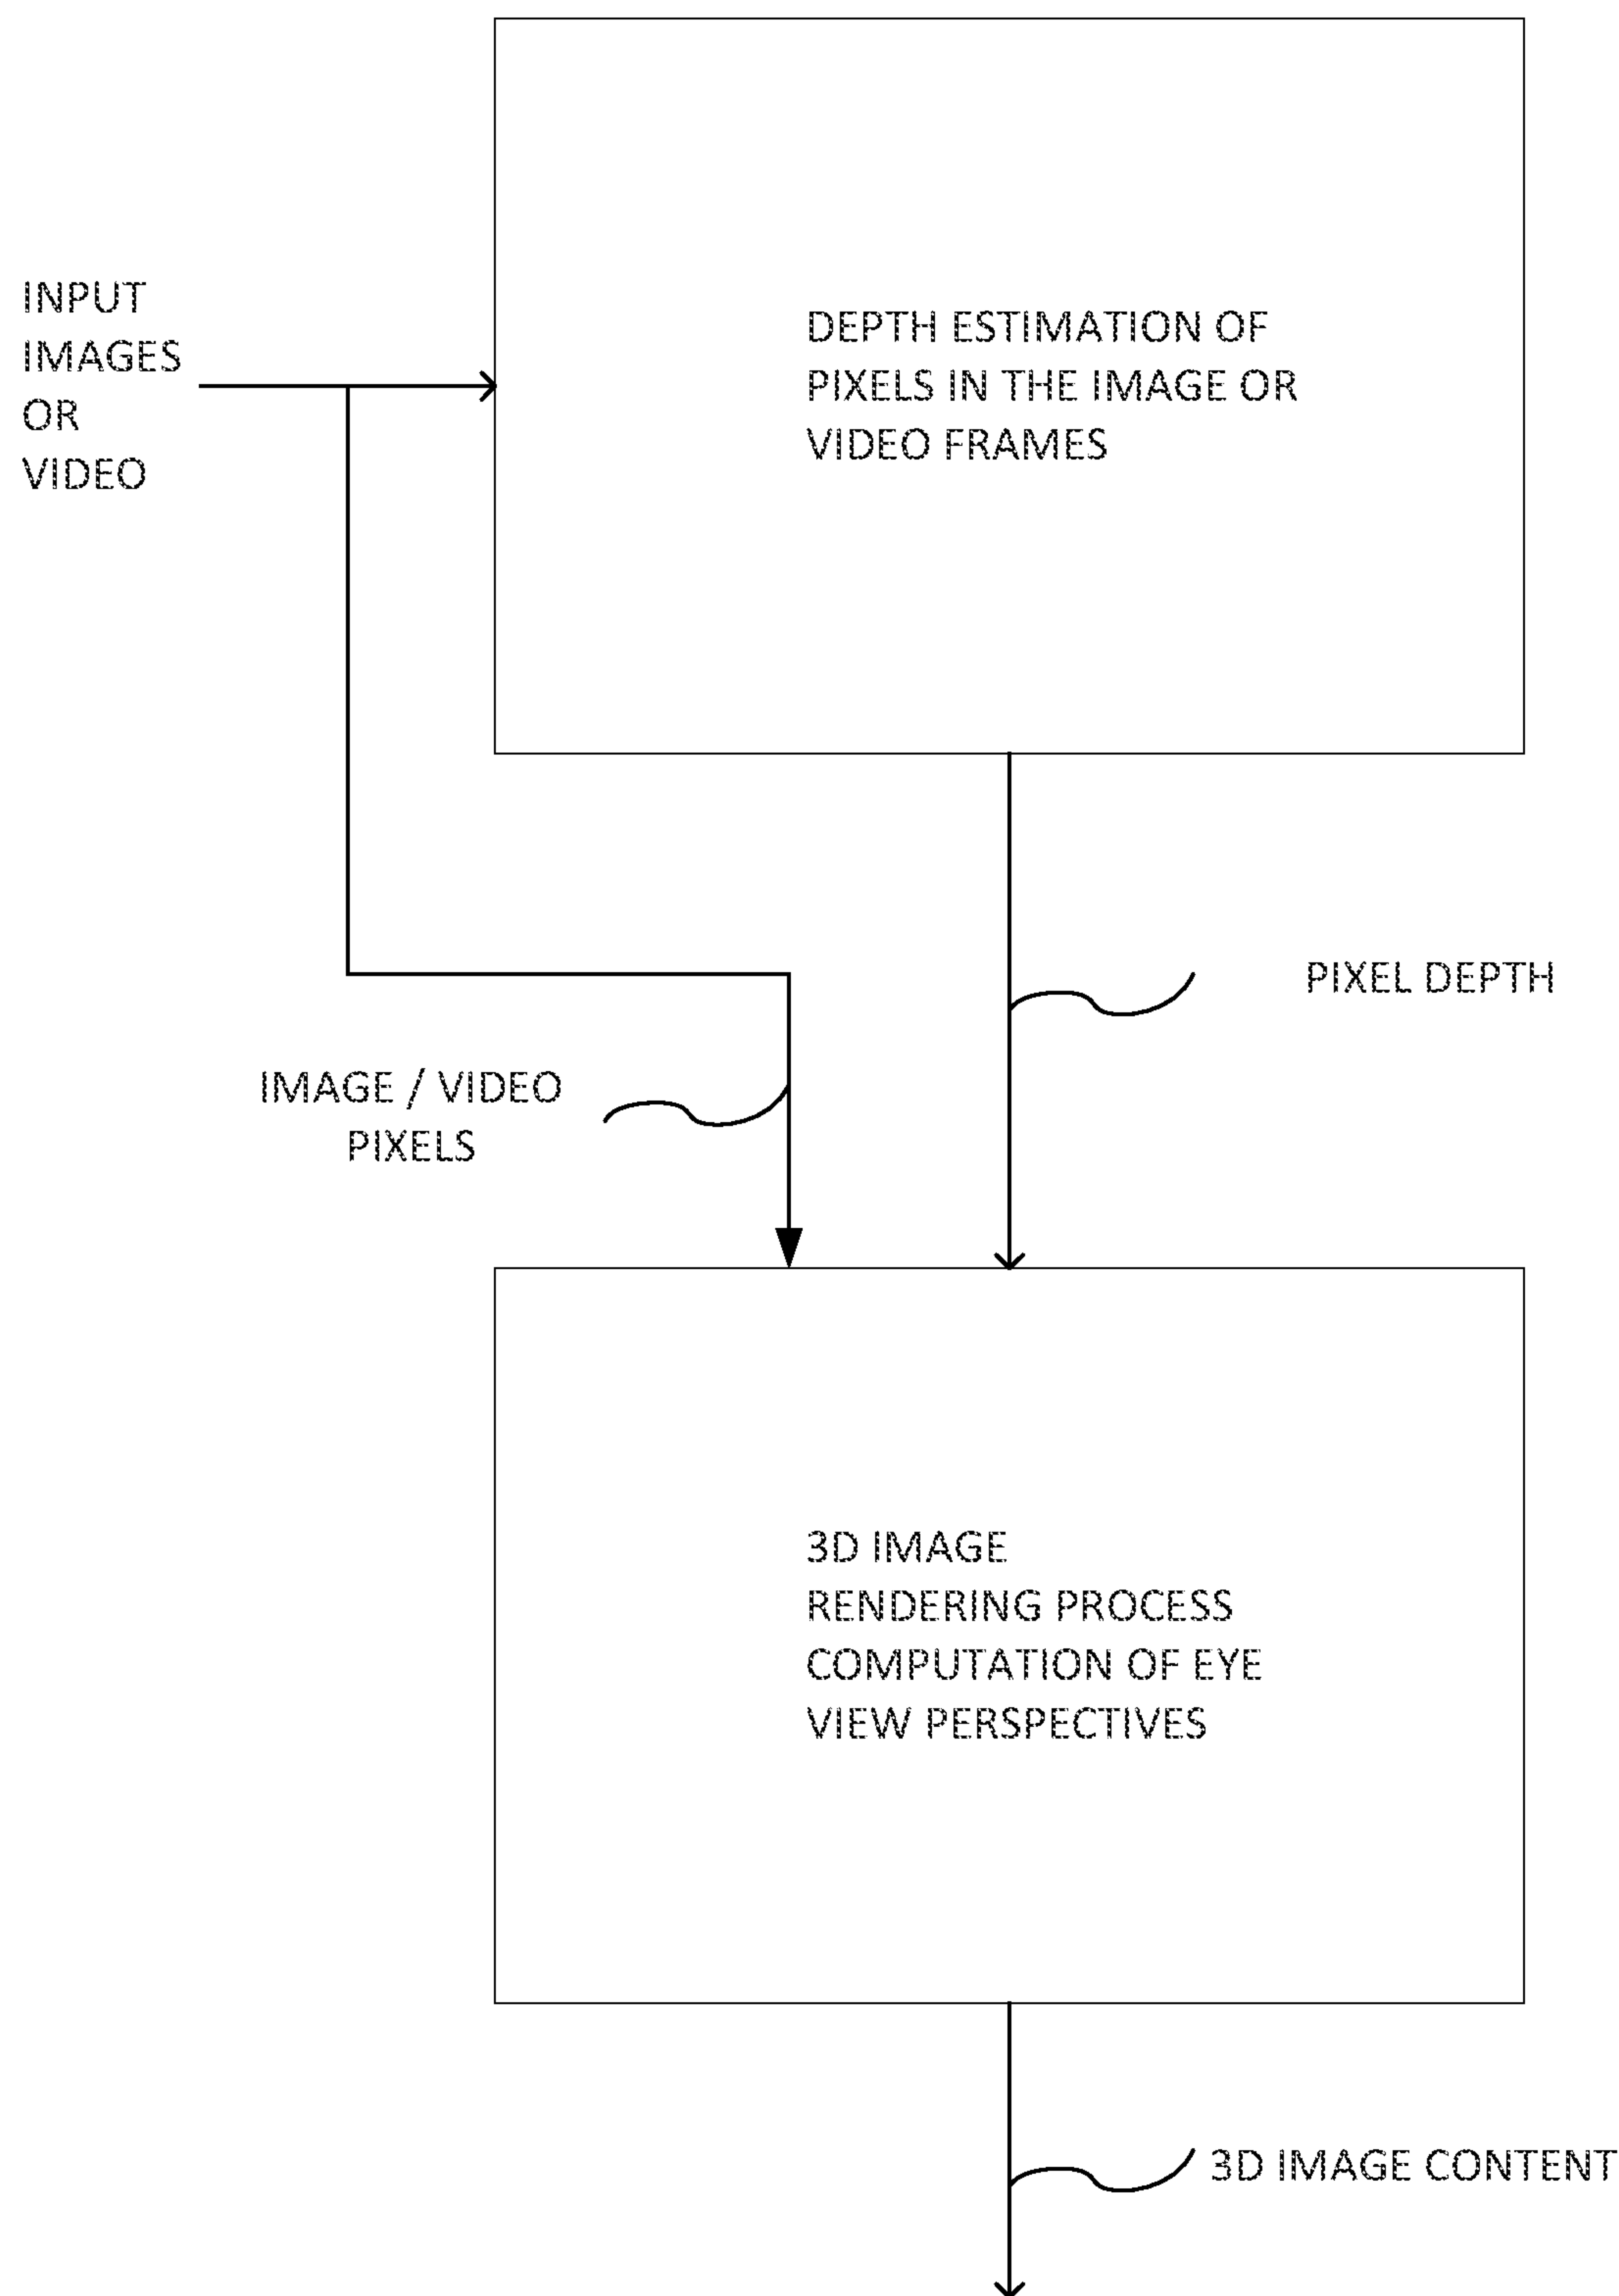 INPUT
IMAGES
OR
VIDEO
DEPTH ESTIMATION OF
PIXELS IN THE IMAGE OR
VIDEO FRAMES
PIXEL DEPTH
IMAGE / VIDEO
PIXELS
3D IMAGE
RENDERING PROCESS
COMPUTATION OF EYE
VIEW PERSPECTIVES
3D IMAGE CONTENT